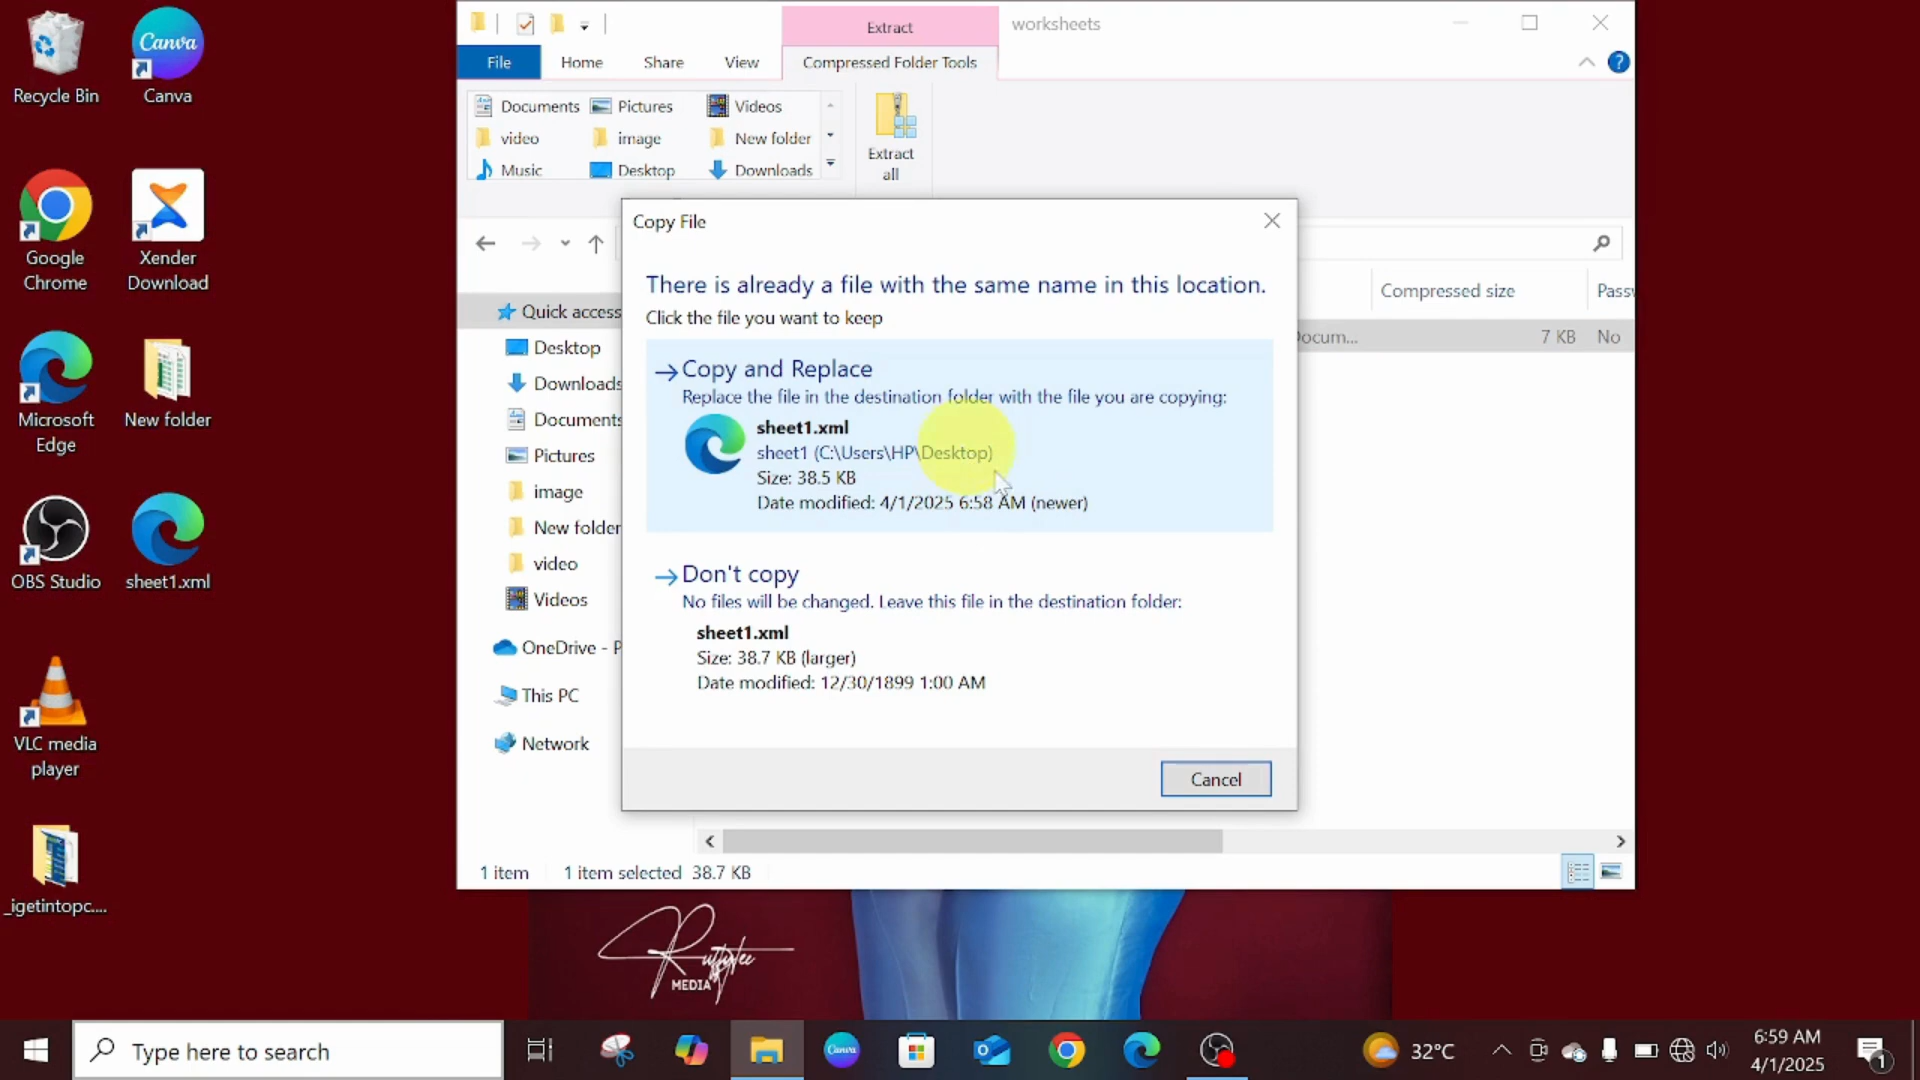 Recycle Bin
Canva
Canva
Google
Chrome
Xender
Download
Microsoft
Edge
New folder
OBS Studio
sheet1.xml
VLC media
player
_igetintopc....
Extract
worksheets
File
Home
Share
View
Compressed Folder Tools
?
Documents
Pictures
Videos
video
image
New folder
Music
Desktop
Downloads
Extract
all
Compressed size
Docum...
7 KB
No
Quick access
Desktop
Downloads
Documents
Pictures
image
New folder
video
Videos
OneDrive - P
This PC
Network
Copy File
There is already a file with the same name in this location.
Click the file you want to keep
Copy and Replace
Replace the file in the destination folder with the file you are copying:
sheet1.xml
sheet1 (C:\Users\HP\Desktop)
Size: 38.5 KB
Date modified: 4/1/2025 6:58 AM (newer)
Don't copy
No files will be changed. Leave this file in the destination folder:
sheet1.xml
Size: 38.7 KB (larger)
Date modified: 12/30/1899 1:00 AM
Cancel
1 item
1 item selected 38.7 KB
MEDIA
Type here to search
Canva
32°C
6:59 AM
4/1/2025
1